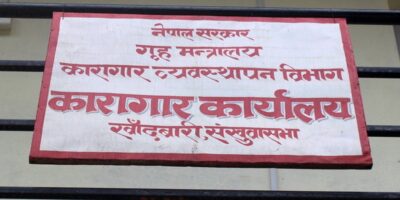 नेपाल सरकार
गृह मन्त्रालय
कारागार व्यवस्थापन विभाग
कारागार कार्यालय
खाँदबारी, संखुवासभा